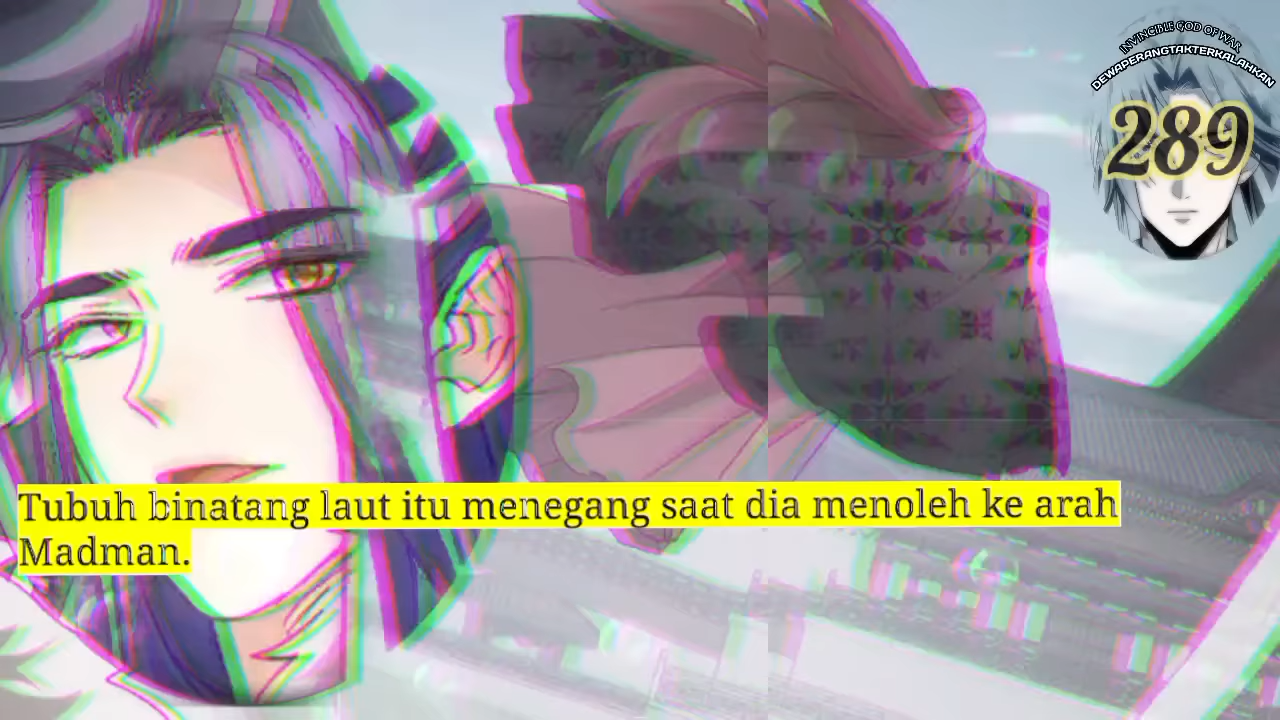 INVINCIBLE GOD OF WAR
DEWAPERANGTAKTERKALAHKAN
289
Tubuh binatang laut itu menegang saat dia menoleh ke arah
Madman.